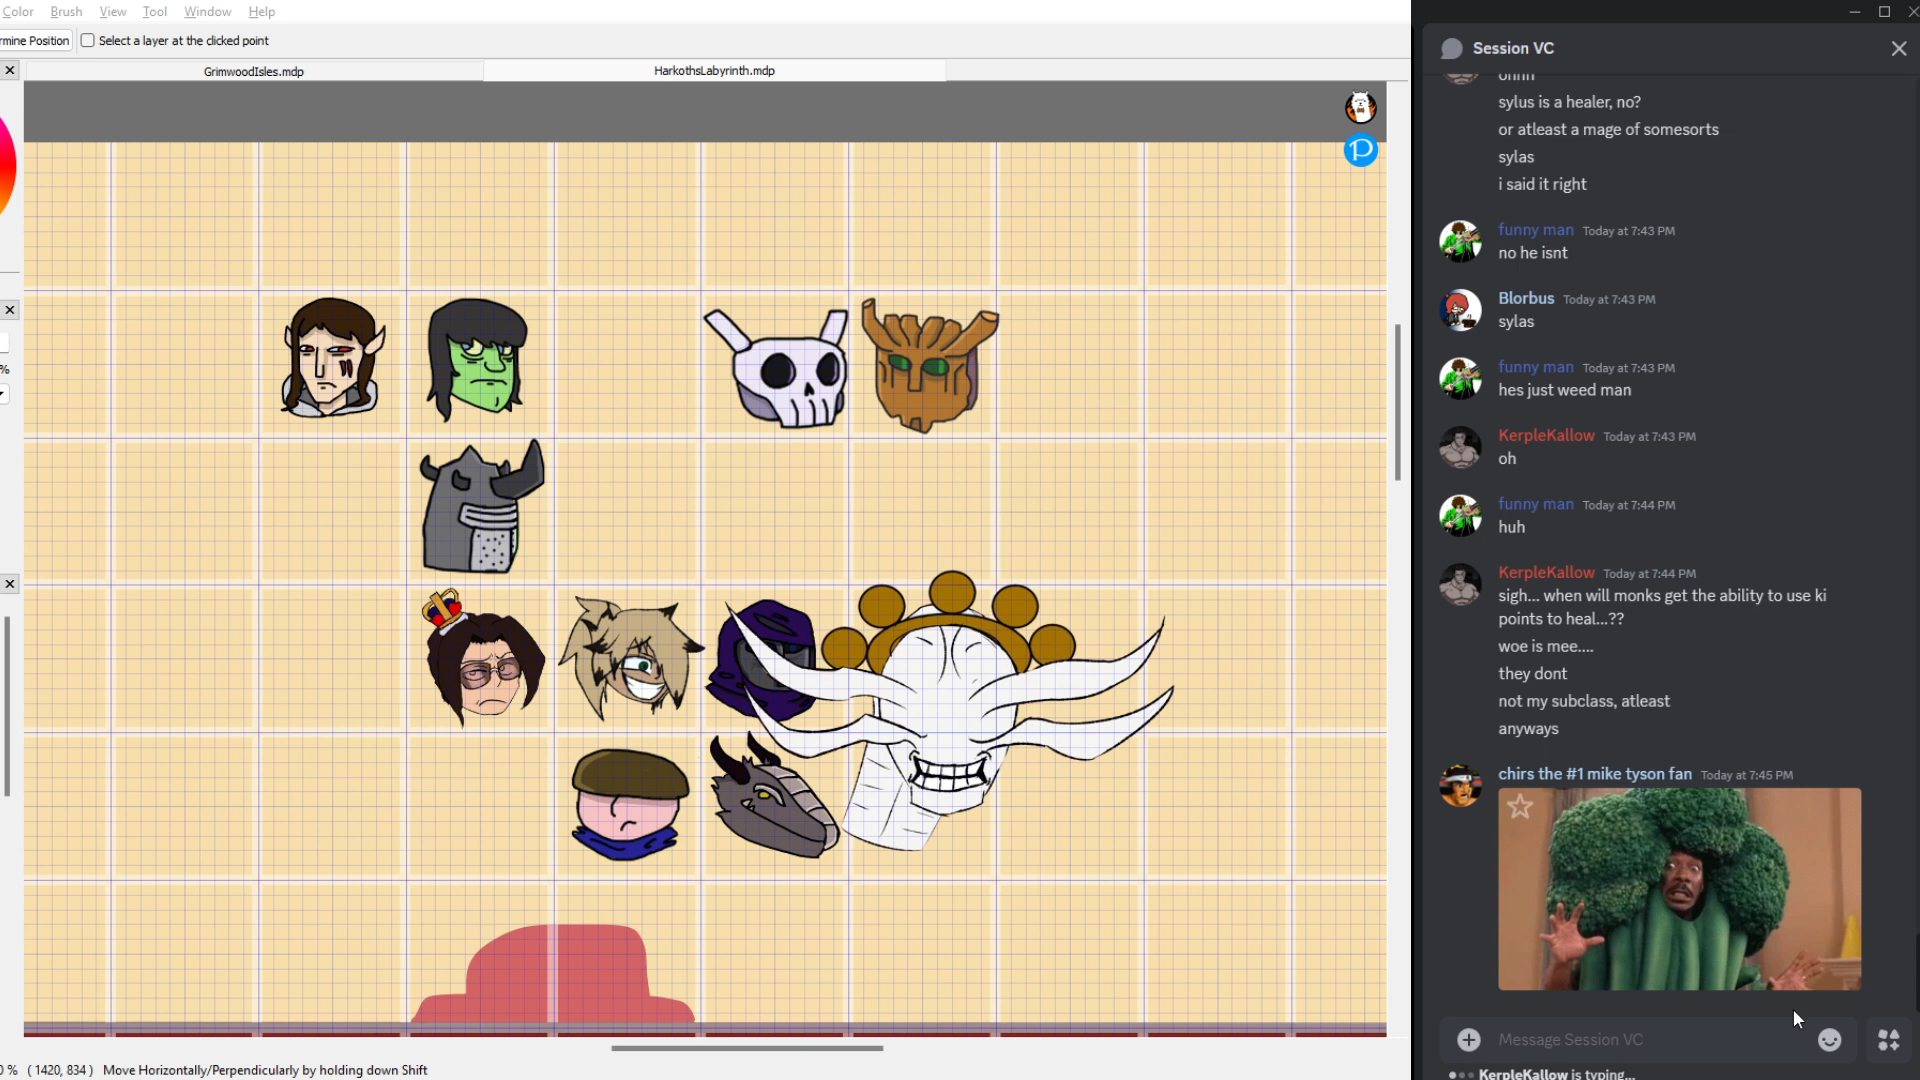 Color Brush View Tool Window Help
rmine Position Select a layer at the clicked point
GrimwoodIsles.mdp HarkothsLabyrinth.mdp
%
0 % ( 1420, 834 ) Move Horizontally/Perpendicularly by holding down Shift
Session VC
ohhh
sylus is a healer, no?
or atleast a mage of somesorts
sylas
i said it right
funny man Today at 7:43 PM
no he isnt
Blorbus Today at 7:43 PM
sylas
funny man Today at 7:43 PM
hes just weed man
KerpleKallow Today at 7:43 PM
oh
funny man Today at 7:44 PM
huh
KerpleKallow Today at 7:44 PM
sigh... when will monks get the ability to use ki
points to heal...??
woe is mee....
they dont
not my subclass, atleast
anyways
chirs the #1 mike tyson fan Today at 7:45 PM
Message Session VC
KerpleKallow is typing...